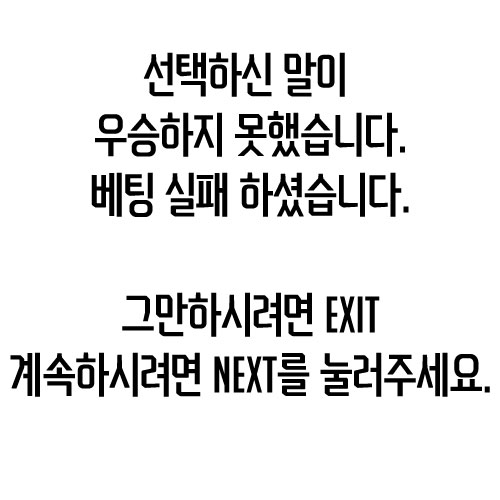 선택하신 말이
우승하지 못했습니다.
베팅 실패 하셨습니다.
그만하시려면 EXIT
계속하시려면 NEXT를 눌러주세요.